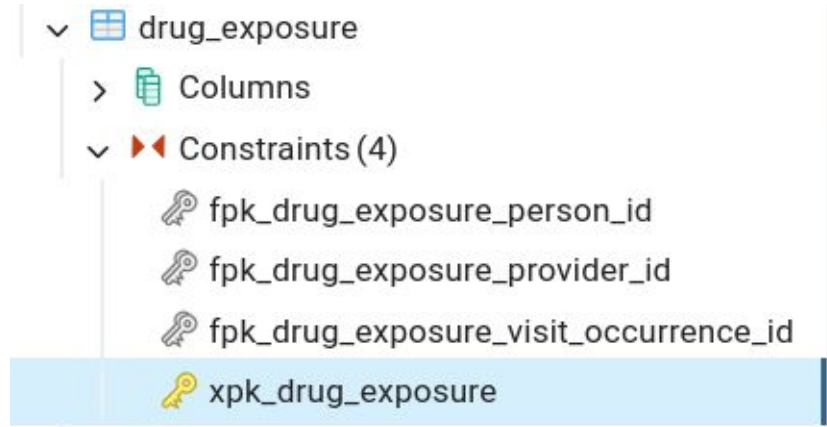 drug_exposure
Columns
Constraints (4)
fpk_drug_exposure_person_id
fpk_drug_exposure_provider_id
fpk_drug_exposure_visit_occurrence_id
xpk_drug_exposure